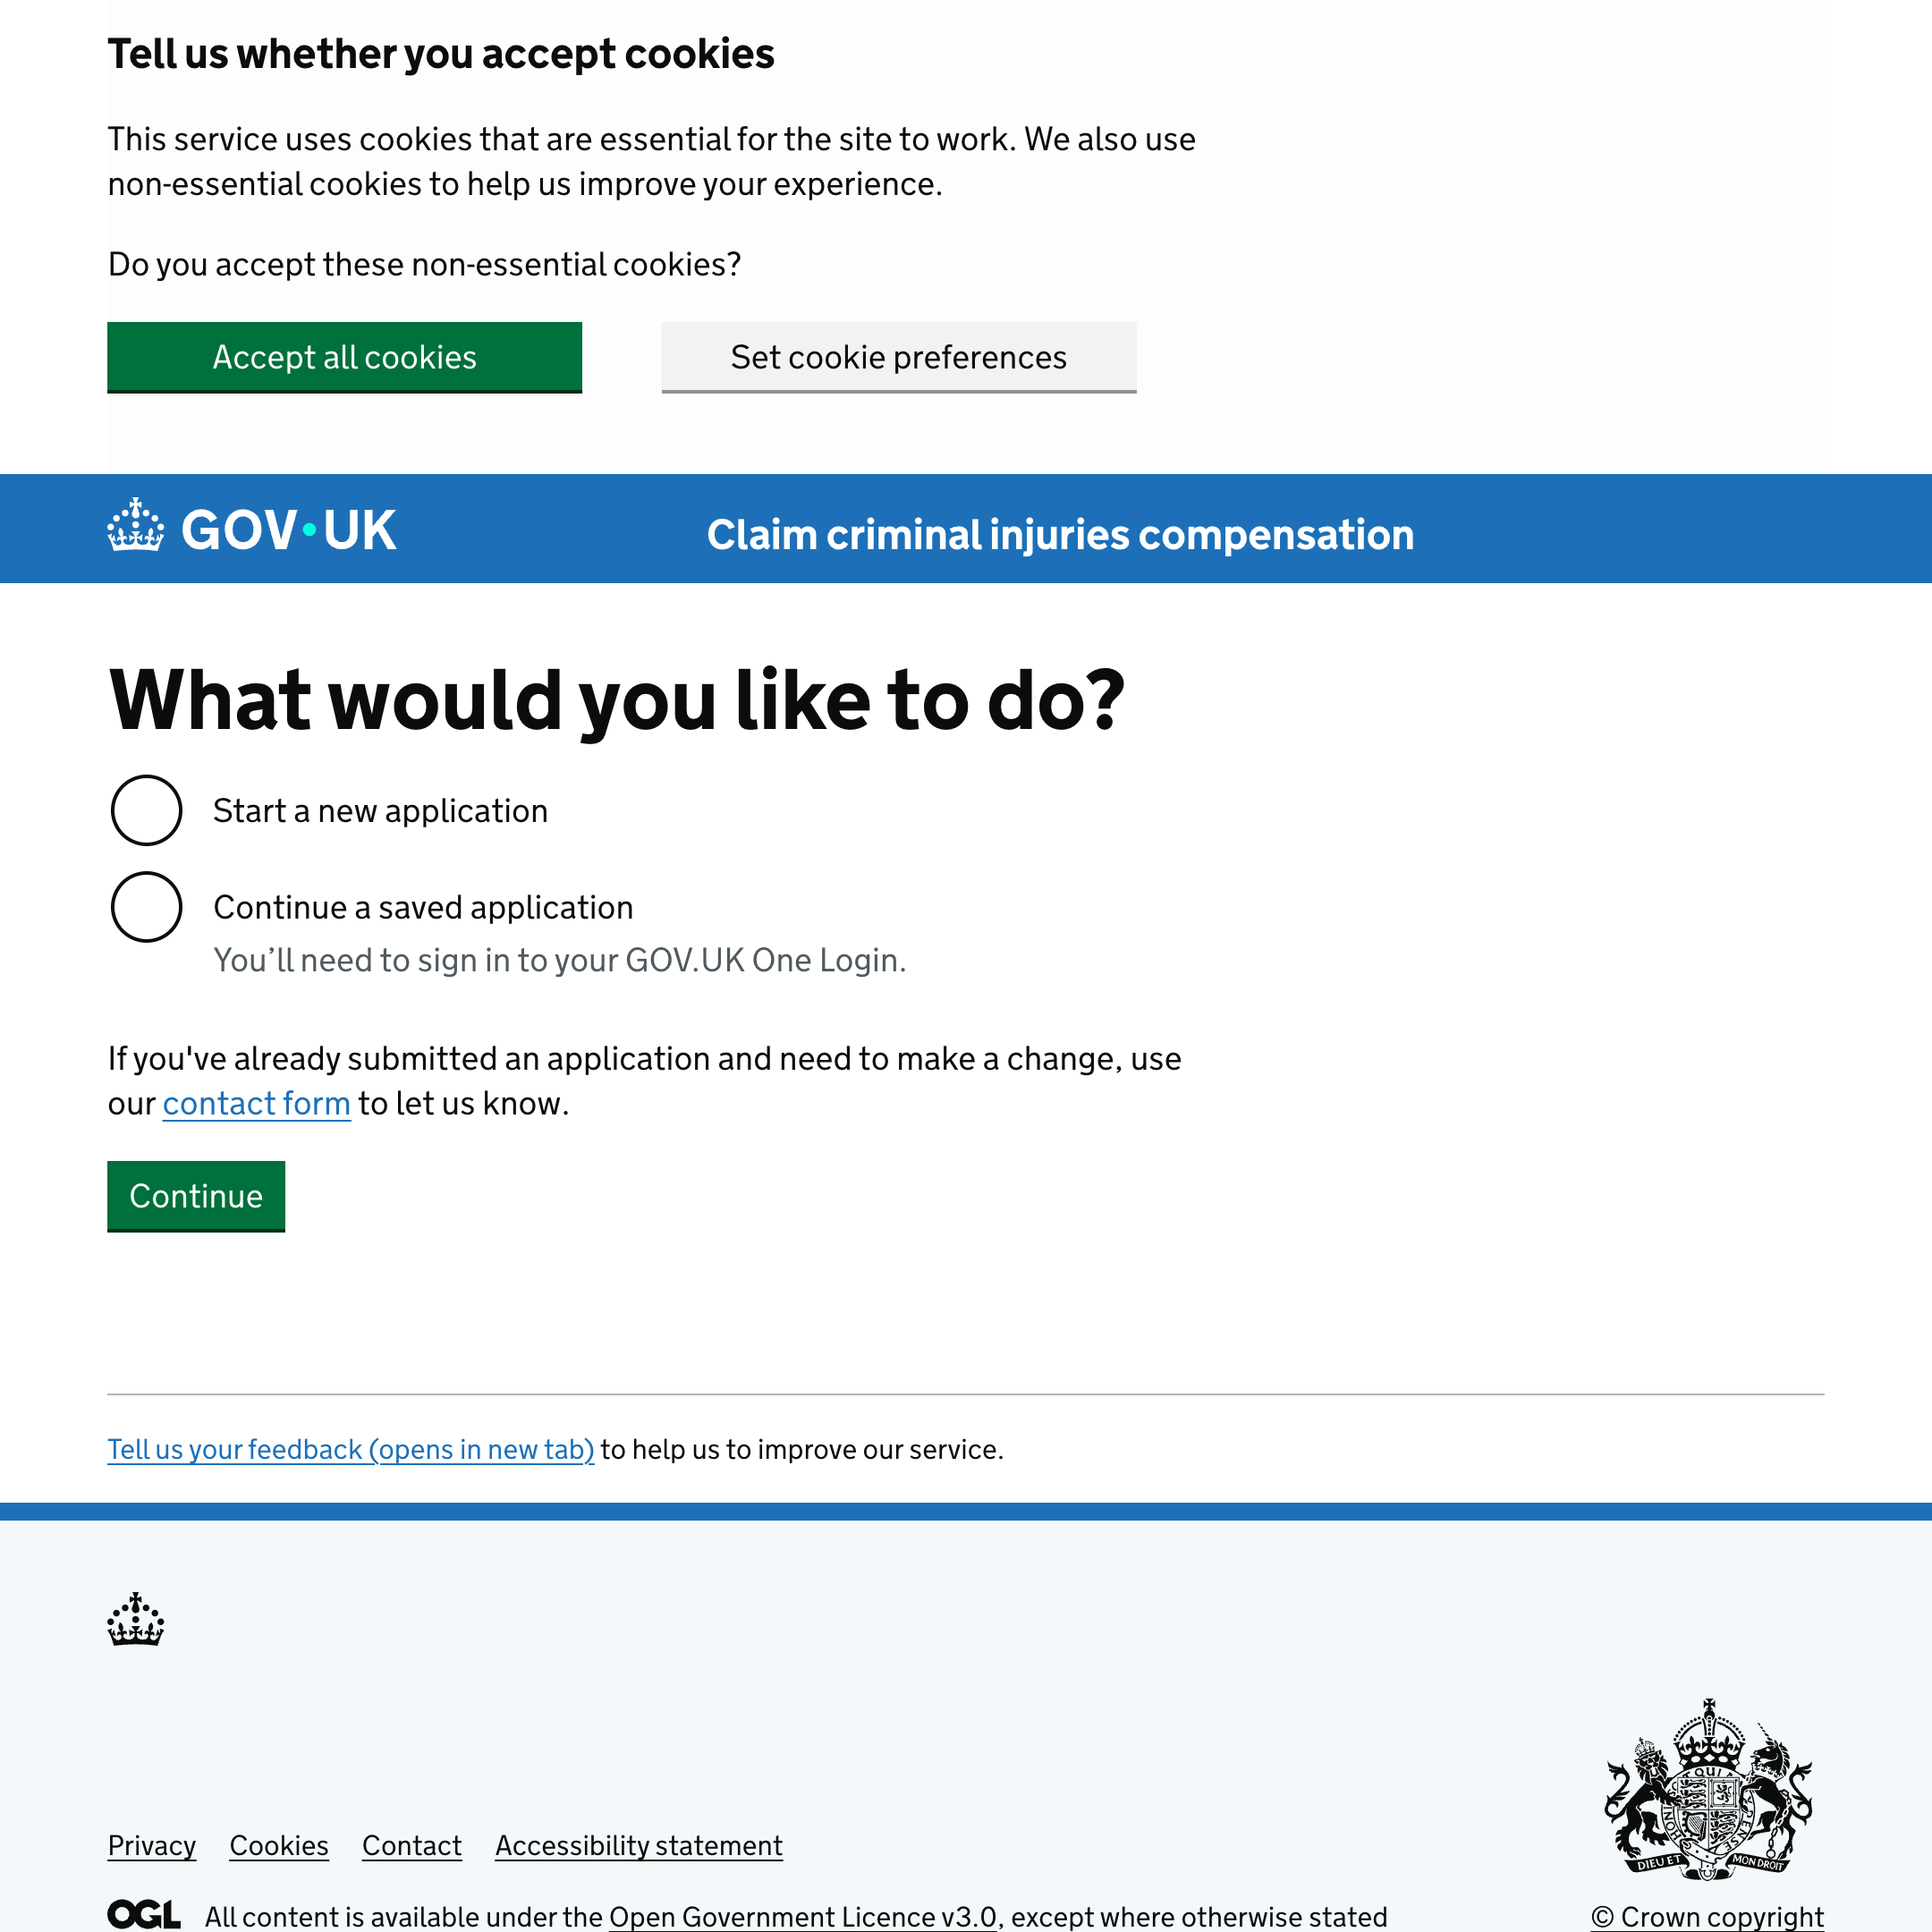 Tell us whether you accept cookies
This service uses cookies that are essential for the site to work. We also use
non-essential cookies to help us improve your experience.
Do you accept these non-essential cookies?
Accept all cookies
Set cookie preferences
GOV.UK
Claim criminal injuries compensation
What would you like to do?
Start a new application
Continue a saved application
You’ll need to sign in to your GOV.UK One Login.
If you've already submitted an application and need to make a change, use
our contact form to let us know.
Continue
Tell us your feedback (opens in new tab) to help us to improve our service.
DIEU ET MON DROIT
Privacy Cookies Contact Accessibility statement
OGL All content is available under the Open Government Licence v3.0, except where otherwise stated
© Crown copyright